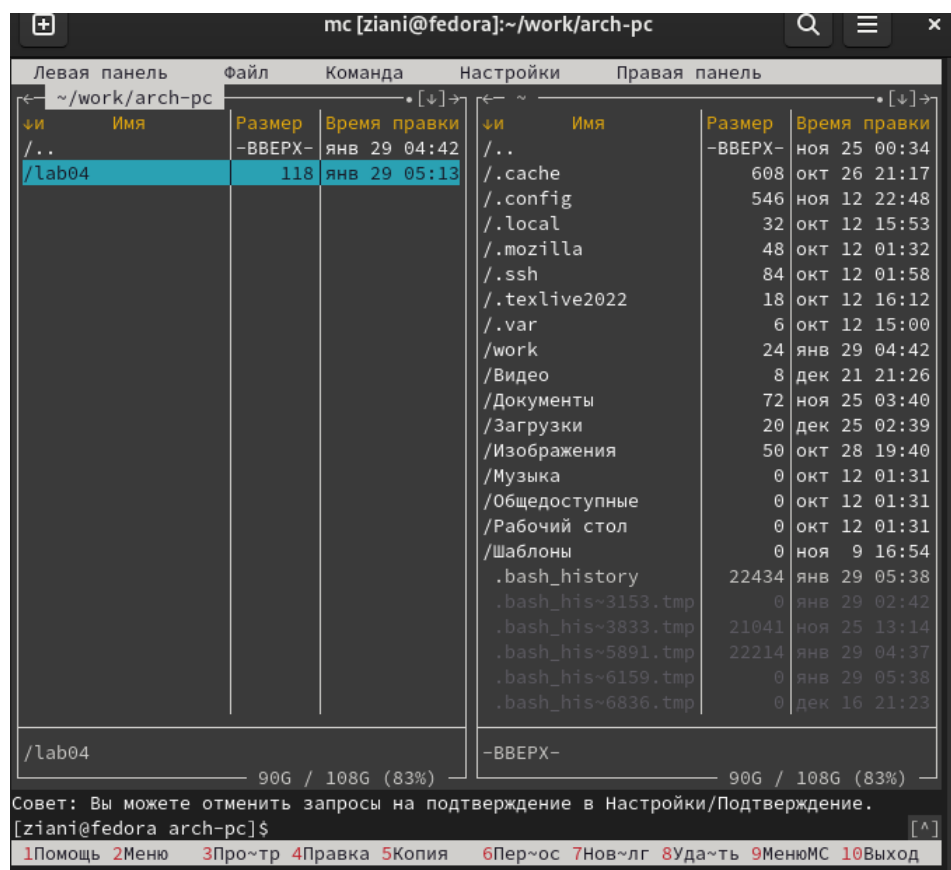 mc [ziani@fedora]:~/work/arch-pc
Левая панель Файл Команда Настройки Правая панель
~/work/arch-pc
↓и Имя Размер Время правки
/.. -ВВЕРХ- янв 29 04:42
/lab04 118 янв 29 05:13
/lab04
90G / 108G (83%)
~
↓и Имя Размер Время правки
/.. -ВВЕРХ- ноя 25 00:34
/.cache 608 окт 26 21:17
/.config 546 ноя 12 22:48
/.local 32 окт 12 15:53
/.mozilla 48 окт 12 01:32
/.ssh 84 окт 12 01:58
/.texlive2022 18 окт 12 16:12
/.var 6 окт 12 15:00
/work 24 янв 29 04:42
/Видео 8 дек 21 21:26
/Документы 72 ноя 25 03:40
/Загрузки 20 дек 25 02:39
/Изображения 50 окт 28 19:40
/Музыка 0 окт 12 01:31
/Общедоступные 0 окт 12 01:31
/Рабочий стол 0 окт 12 01:31
/Шаблоны 0 ноя 9 16:54
.bash_history 22434 янв 29 05:38
.bash_his~3153.tmp 0 янв 29 02:42
.bash_his~3833.tmp 21041 ноя 25 13:14
.bash_his~5891.tmp 22214 янв 29 04:37
.bash_his~6159.tmp 0 янв 29 05:38
.bash_his~6836.tmp 0 дек 16 21:23
-ВВЕРХ-
90G / 108G (83%)
Совет: Вы можете отменить запросы на подтверждение в Настройки/Подтверждение.
[ziani@fedora arch-pc]$ [^]
1Помощь 2Меню 3Про~тр 4Правка 5Копия 6Пер~ос 7Нов~лг 8Уда~ть 9МенюМС 10Выход